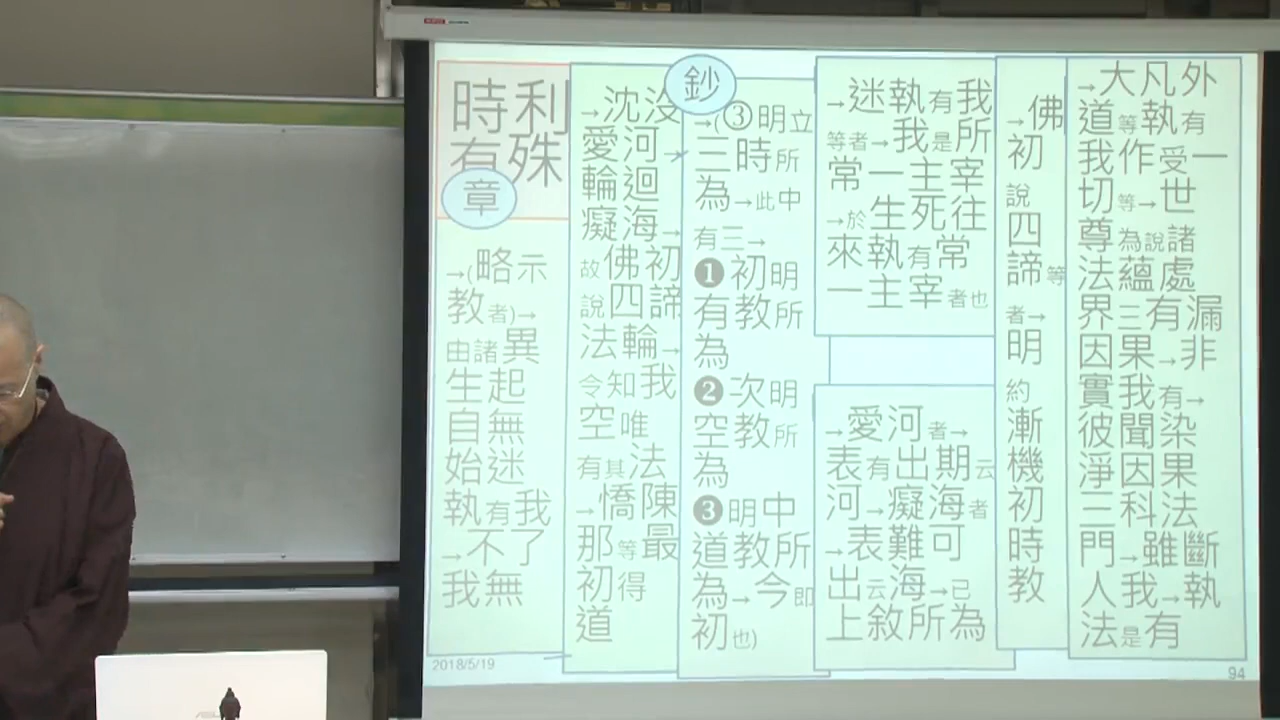 時利
有殊
章
→(略示
教者)→
由諸異
生起
自無
始迷
執有我
→不了
我無
→沈没
愛河→
輪迴
癡海→
故佛初
說四諦
法輪→
令知我
空唯
有其法
→憍陳
那等最
初得
道
鈔
→(③明立
三時所
為→此中
有三→
❶初明
有教所
為
❷次明
空教所
為
❸明中
道教所
為→今即
初也)
→迷執有我
等者→我是所
常一主宰
→於生死往
來執有常
一主宰者也
→愛河者→
表有出期云
河→癡海者
→表難可
出云海→已
上敘所為
→佛
初
說
四
諦等
者→
明
約
漸
機
初
時
教
→大凡外
道等執有
我作受一
切等→世
尊為說諸
法蘊處
界三有漏
因果→非
實我有→
彼聞染
淨因果
三科法
門→雖斷
人我→執
法是有
2018/5/19
94